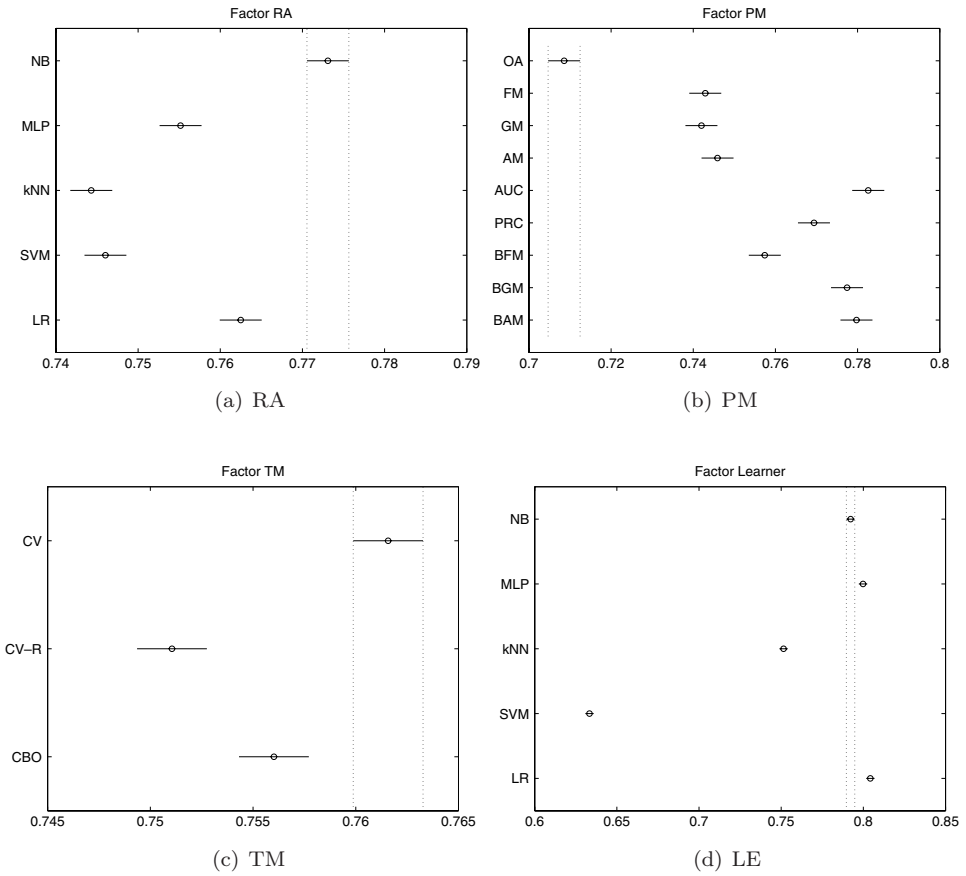 Factor RA
NB
MLP
kNN
SVM
LR
0.74 0.75 0.76 0.77 0.78 0.79
(a) RA
Factor PM
OA
FM
GM
AM
AUC
PRC
BFM
BGM
BAM
0.7 0.72 0.74 0.76 0.78 0.8
(b) PM
Factor TM
CV
CV–R
CBO
0.745 0.75 0.755 0.76 0.765
(c) TM
Factor Learner
NB
MLP
kNN
SVM
LR
0.6 0.65 0.7 0.75 0.8 0.85
(d) LE